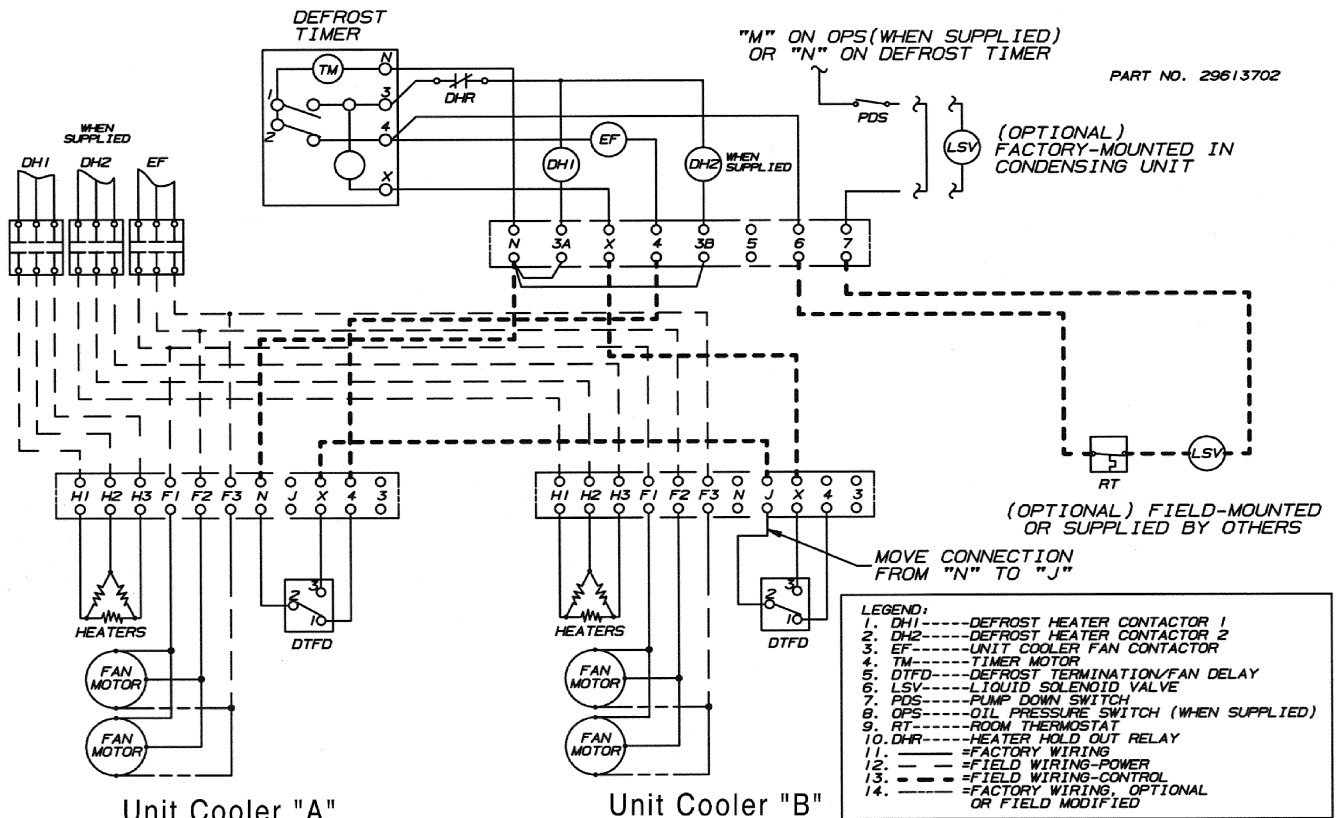 DEFROST
TIMER
"M" ON OPS(WHEN SUPPLIED)
OR "N" ON DEFROST TIMER
PART NO. 29613702
TM
N
3
DHR
1
2
4
EF
X
DH1
DH2
WHEN
SUPPLIED
PDS
LSV
(OPTIONAL)
FACTORY-MOUNTED IN
CONDENSING UNIT
WHEN
SUPPLIED
DH1 DH2 EF
N 3A X 4 3B 5 6 7
H1 H2 H3 F1 F2 F3 N J X 4 3
H1 H2 H3 F1 F2 F3 N J X 4 3
RT
LSV
(OPTIONAL) FIELD-MOUNTED
OR SUPPLIED BY OTHERS
MOVE CONNECTION
FROM "N" TO "J"
HEATERS
2
3
1
DTFD
HEATERS
2
3
1
DTFD
FAN
MOTOR
FAN
MOTOR
FAN
MOTOR
FAN
MOTOR
Unit Cooler "A"
Unit Cooler "B"
LEGEND:
1. DH1-----DEFROST HEATER CONTACTOR 1
2. DH2-----DEFROST HEATER CONTACTOR 2
3. EF------UNIT COOLER FAN CONTACTOR
4. TM------TIMER MOTOR
5. DTFD----DEFROST TERMINATION/FAN DELAY
6. LSV-----LIQUID SOLENOID VALVE
7. PDS-----PUMP DOWN SWITCH
8. OPS-----OIL PRESSURE SWITCH (WHEN SUPPLIED)
9. RT------ROOM THERMOSTAT
10. DHR-----HEATER HOLD OUT RELAY
11. =FACTORY WIRING
12. =FIELD WIRING-POWER
13. =FIELD WIRING-CONTROL
14. =FACTORY WIRING, OPTIONAL
OR FIELD MODIFIED